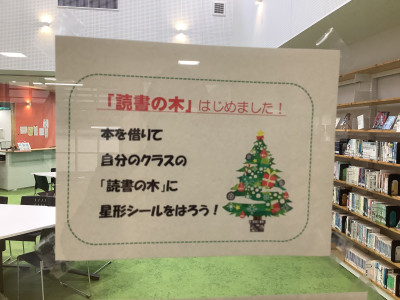 「読書の木」はじめました！
本を借りて
自分のクラスの
「読書の木」に
星形シールをはろう！